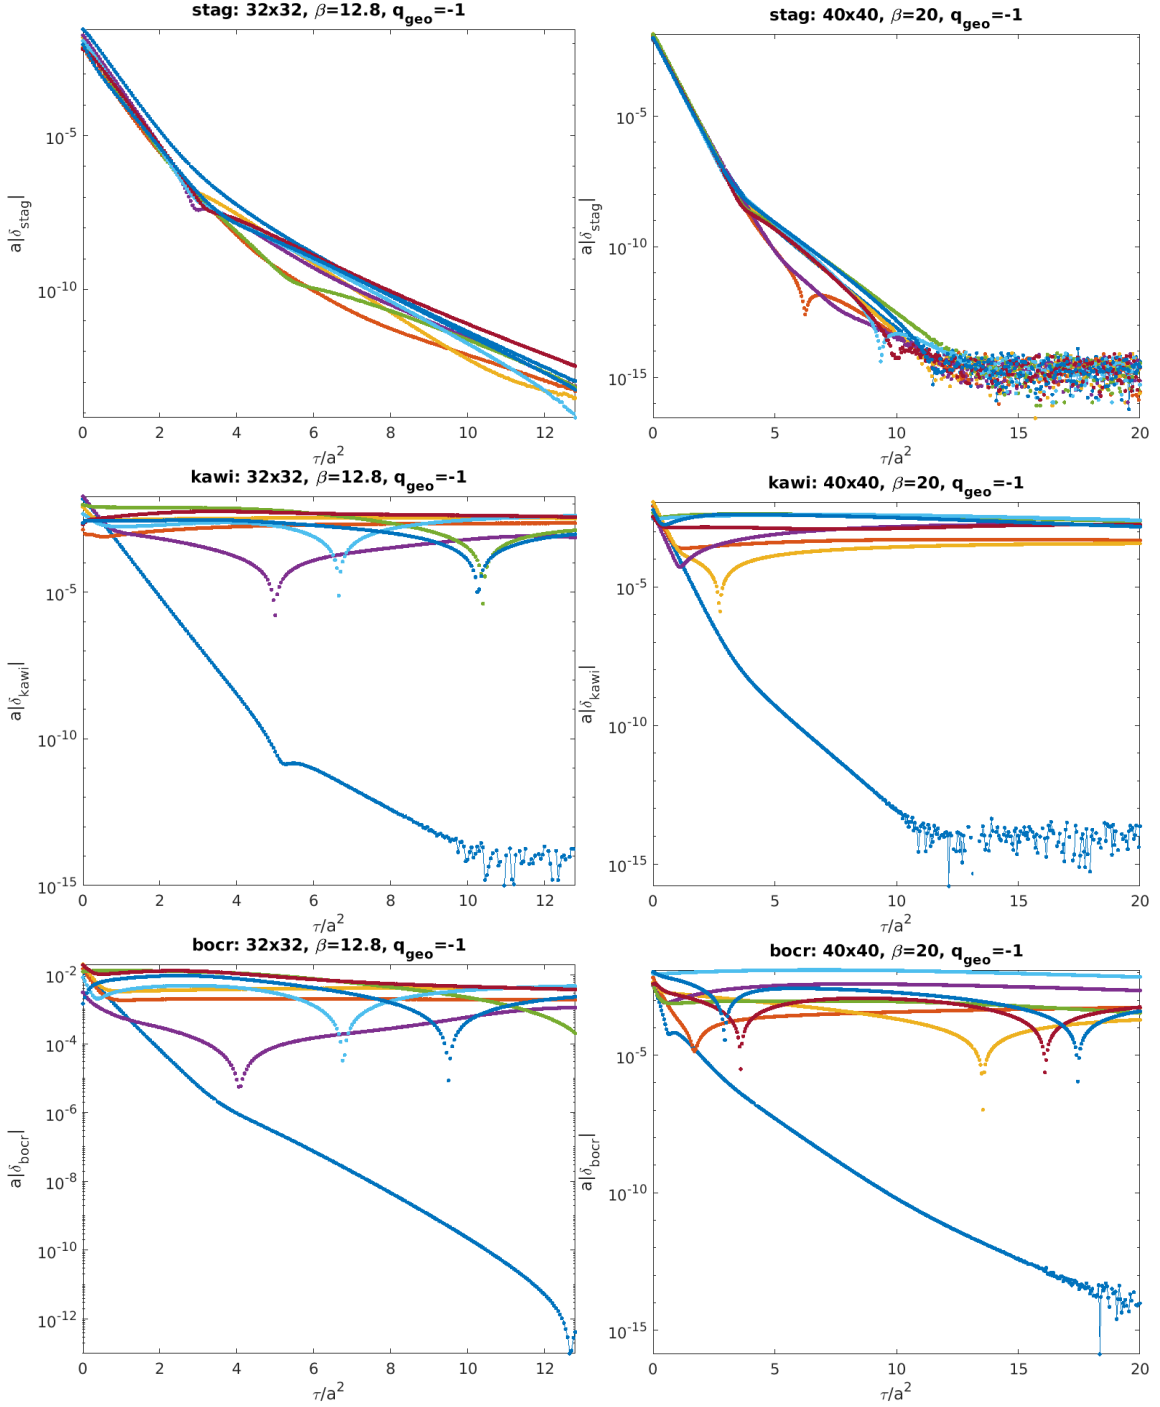 stag: 32x32, β=12.8, q_geo=-1
10^-5
10^-10
a|δ_stag|
0 2 4 6 8 10 12
τ/a^2
stag: 40x40, β=20, q_geo=-1
10^-5
10^-10
10^-15
a|δ_stag|
0 5 10 15 20
τ/a^2
kawi: 32x32, β=12.8, q_geo=-1
10^-5
10^-10
10^-15
a|δ_kawi|
0 2 4 6 8 10 12
τ/a^2
kawi: 40x40, β=20, q_geo=-1
10^-5
10^-10
10^-15
a|δ_kawi|
0 5 10 15 20
τ/a^2
bocr: 32x32, β=12.8, q_geo=-1
10^-2
10^-4
10^-6
10^-8
10^-10
10^-12
a|δ_bocr|
0 2 4 6 8 10 12
τ/a^2
bocr: 40x40, β=20, q_geo=-1
10^-5
10^-10
10^-15
a|δ_bocr|
0 5 10 15 20
τ/a^2